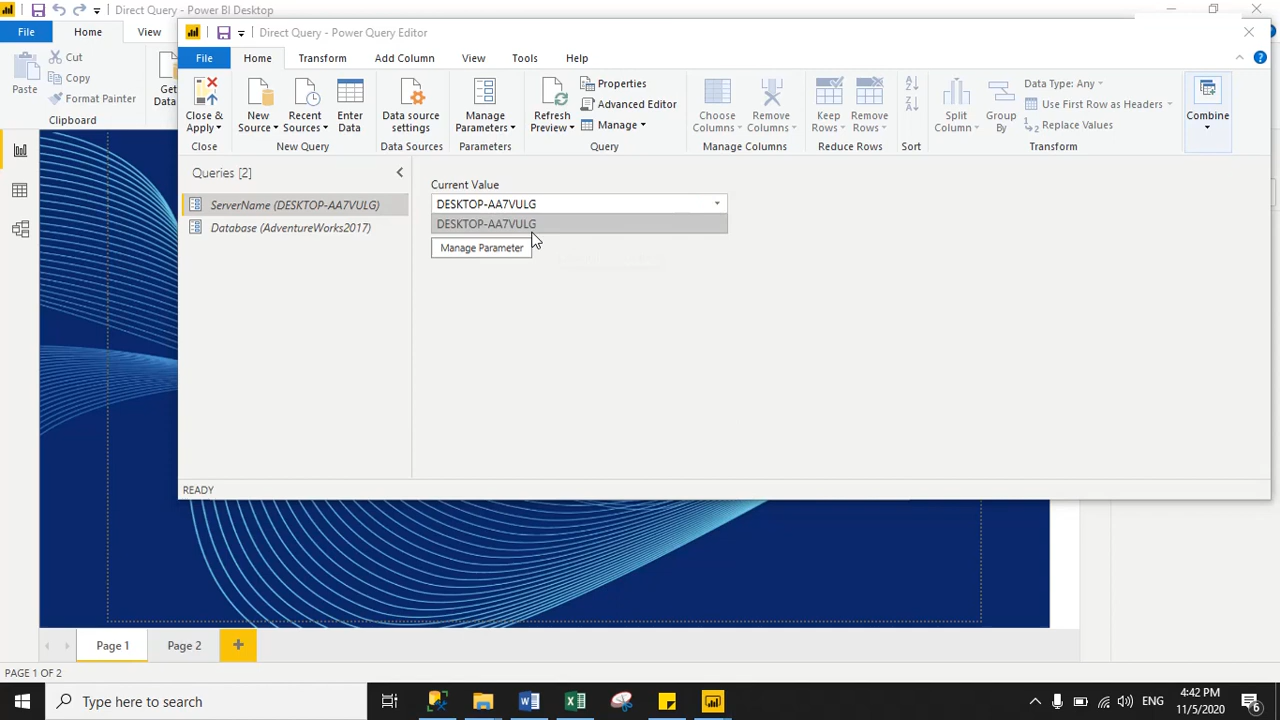 Direct Query - Power BI Desktop
File
Home
View
Cut
Copy
Format Painter
Paste
Get
Data
Clipboard
Direct Query - Power Query Editor
File
Home
Transform
Add Column
View
Tools
Help
Close &
Apply
Close
New
Source
Recent
Sources
Enter
Data
New Query
Data source
settings
Data Sources
Manage
Parameters
Parameters
Refresh
Preview
Properties
Advanced Editor
Manage
Query
Choose
Columns
Remove
Columns
Manage Columns
Keep
Rows
Remove
Rows
Reduce Rows
Sort
Split
Column
Group
By
Data Type: Any
Use First Row as Headers
Replace Values
Transform
Combine
Queries [2]
ServerName (DESKTOP-AA7VULG)
Database (AdventureWorks2017)
Current Value
DESKTOP-AA7VULG
DESKTOP-AA7VULG
Manage Parameter
READY
Page 1
Page 2
PAGE 1 OF 2
Type here to search
ENG
4:42 PM
11/5/2020
6